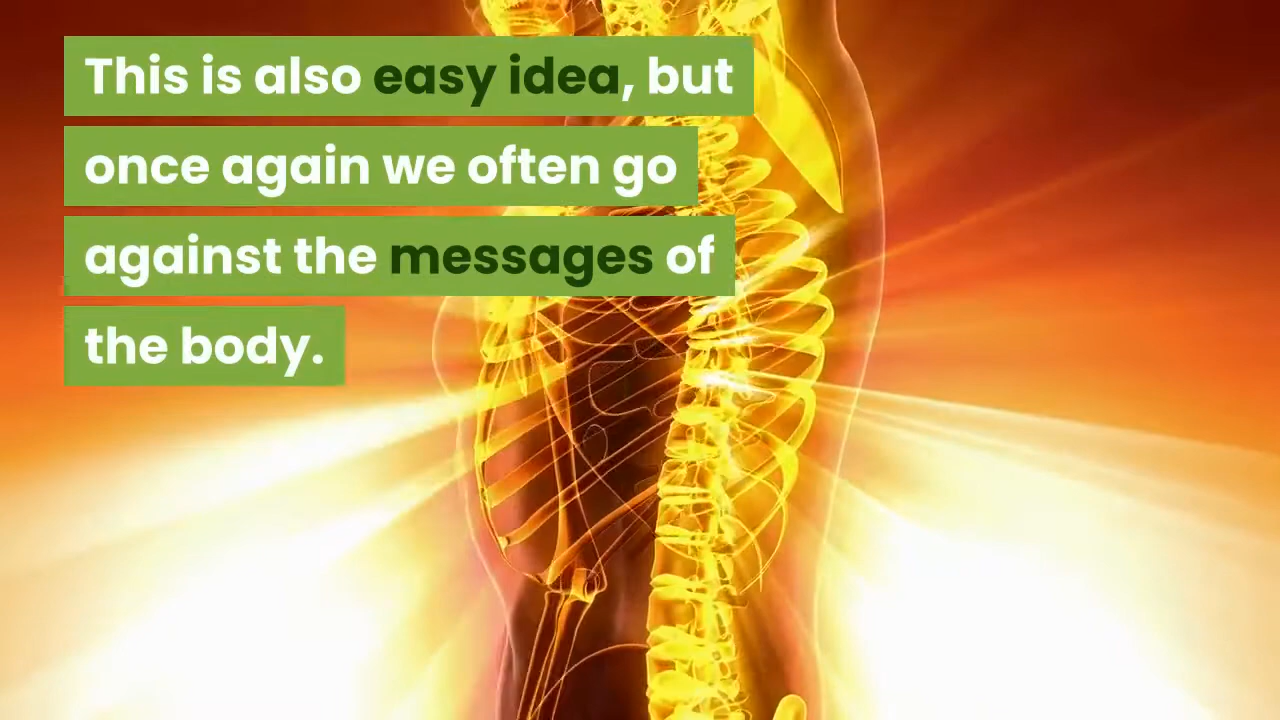 This is also easy idea, but
once again we often go
against the messages of
the body.